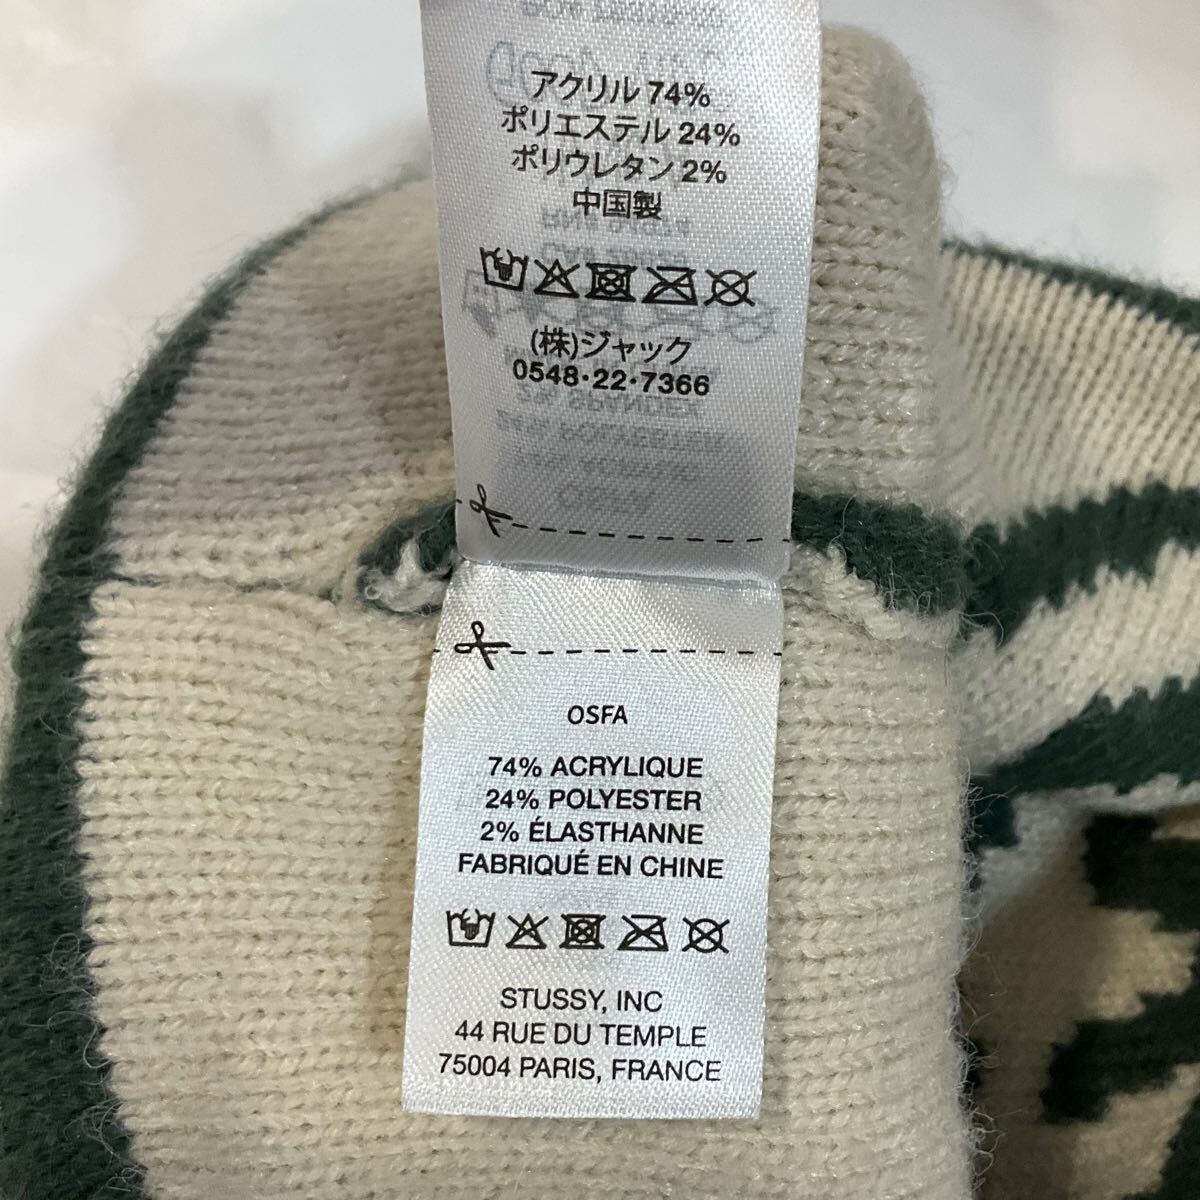 アクリル 74%
ポリエステル 24%
ポリウレタン 2%
中国製
(株)ジャック
0548·22·7366
OSFA
74% ACRYLIQUE
24% POLYESTER
2% ÉLASTHANNE
FABRIQUÉ EN CHINE
STUSSY, INC
44 RUE DU TEMPLE
75004 PARIS, FRANCE